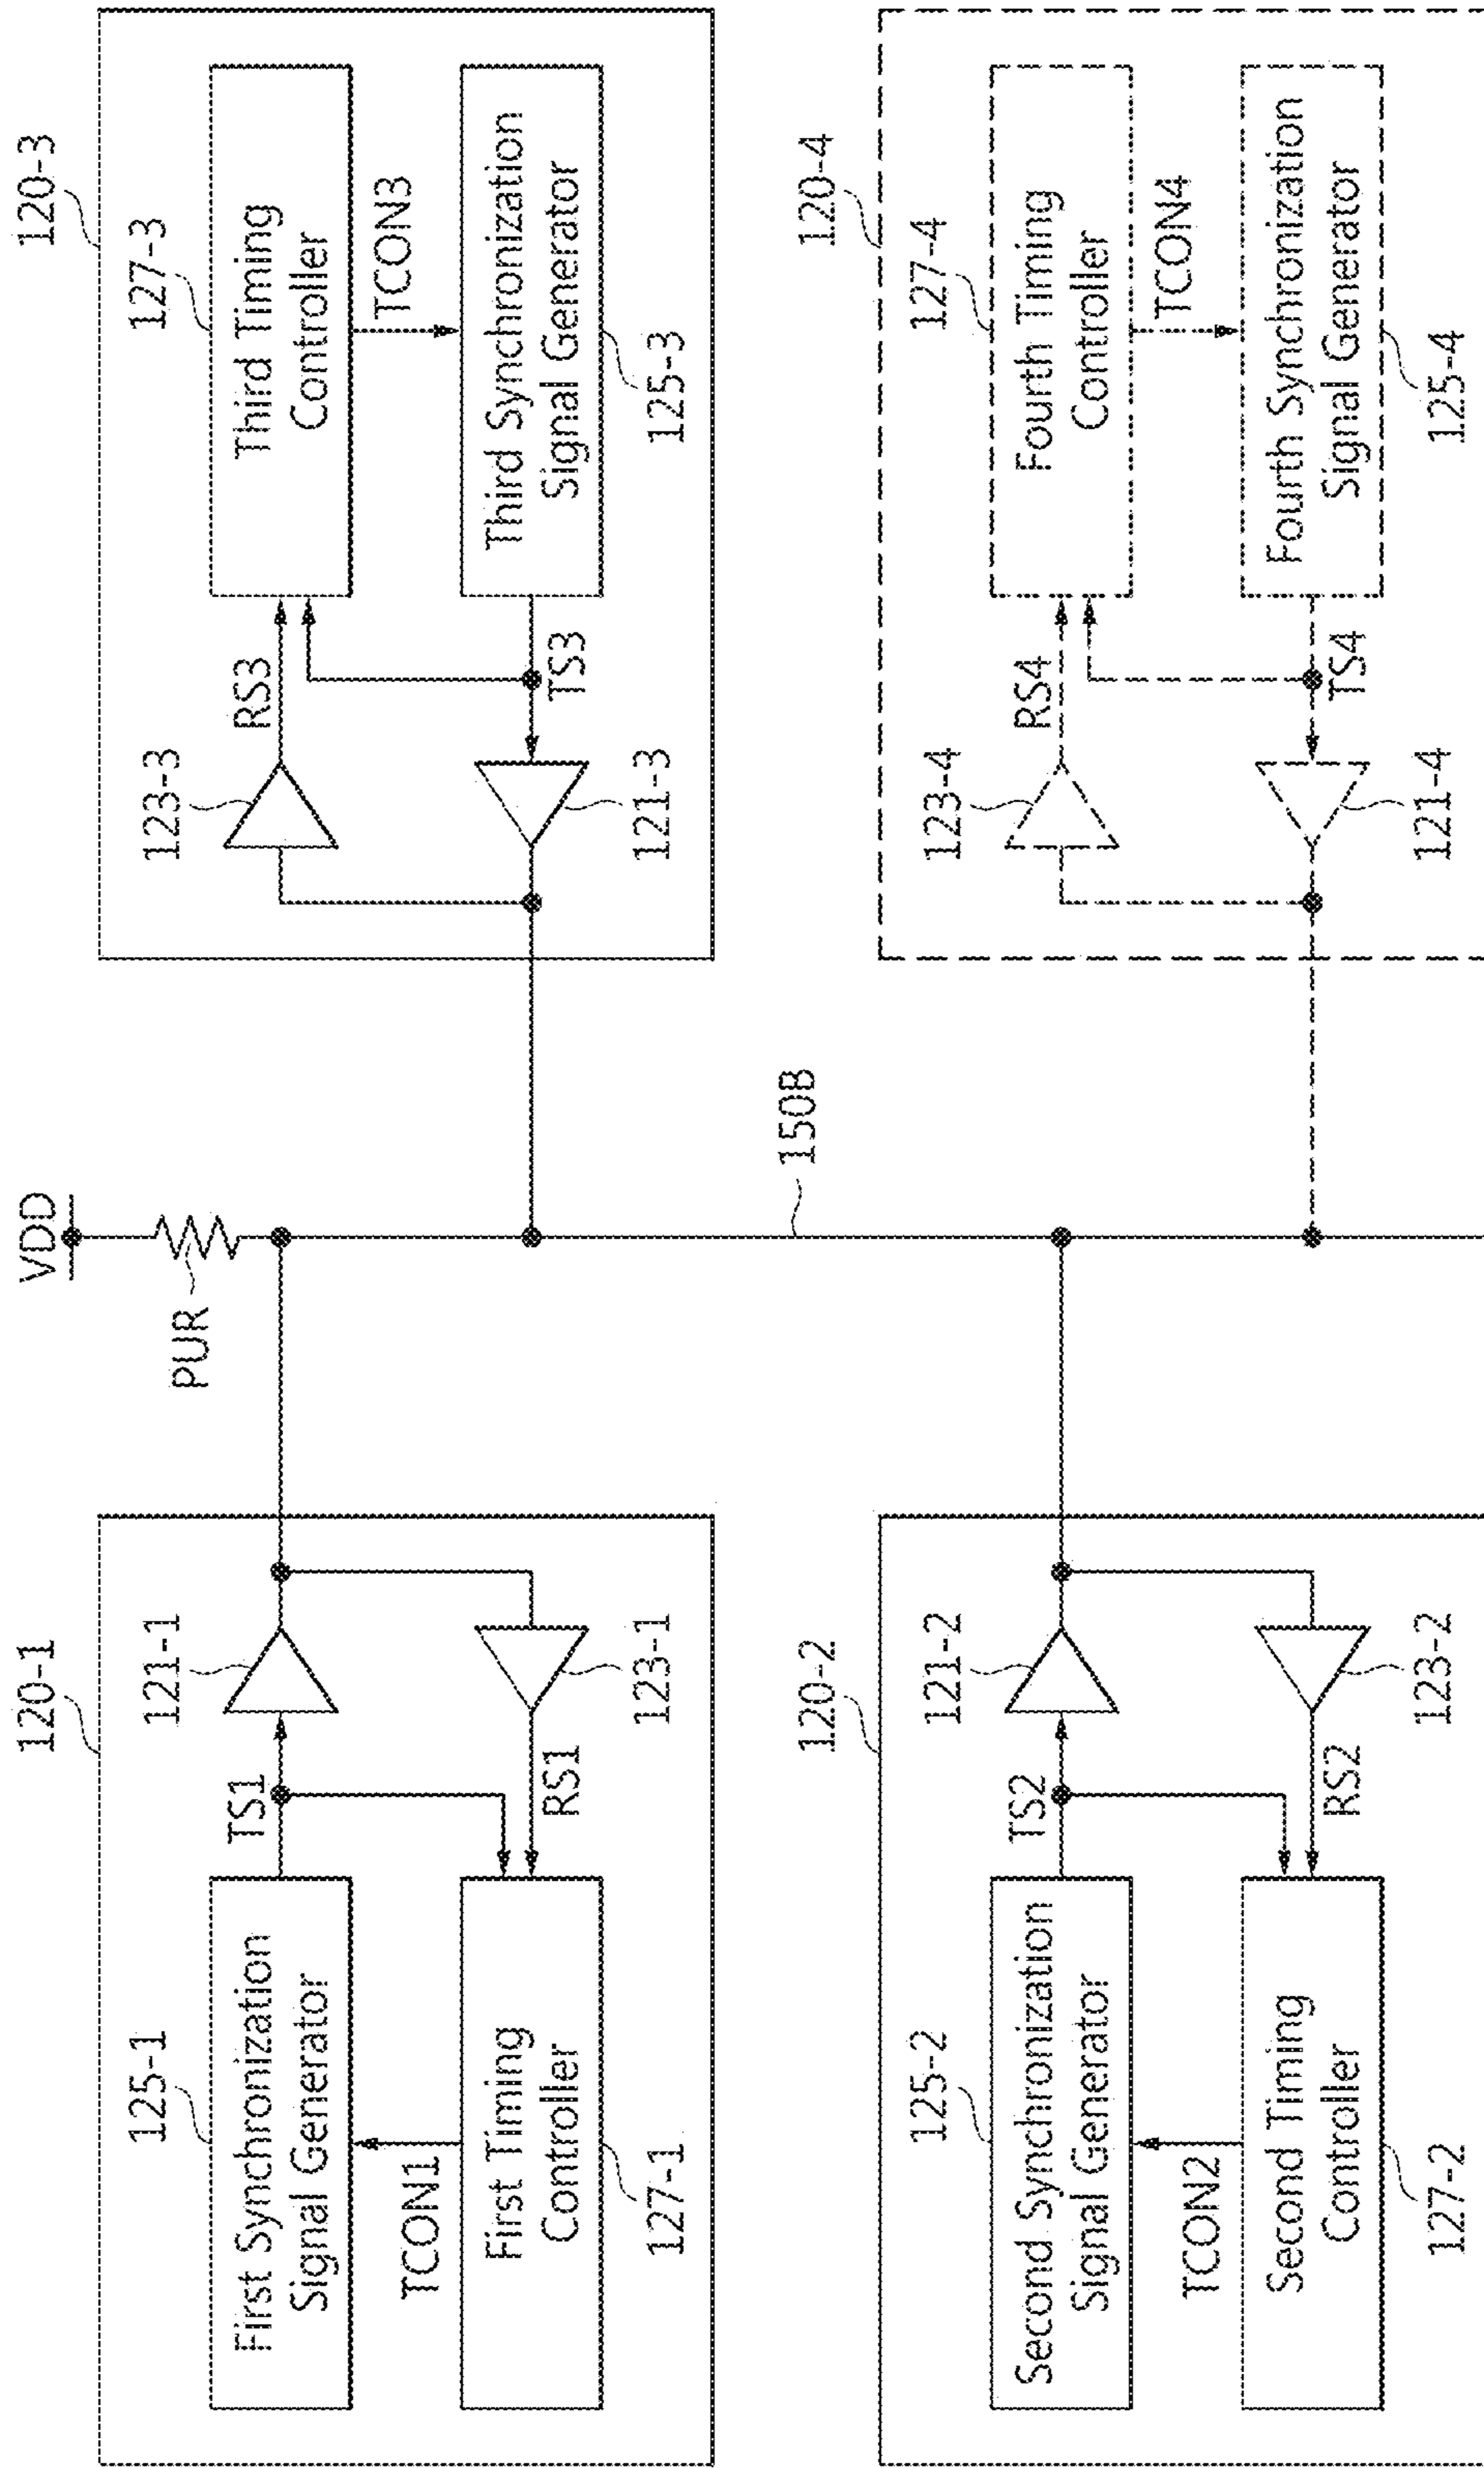 VDD
PUR
150B
120-1
125-1
First Synchronization
Signal Generator
TS1
121-1
TCON1
First Timing
Controller
127-1
RS1
123-1
120-3
123-3
RS3
127-3
Third Timing
Controller
TCON3
121-3
TS3
Third Synchronization
Signal Generator
125-3
120-2
125-2
Second Synchronization
Signal Generator
TS2
121-2
TCON2
Second Timing
Controller
127-2
RS2
123-2
120-4
123-4
RS4
127-4
Fourth Timing
Controller
TCON4
121-4
TS4
Fourth Synchronization
Signal Generator
125-4